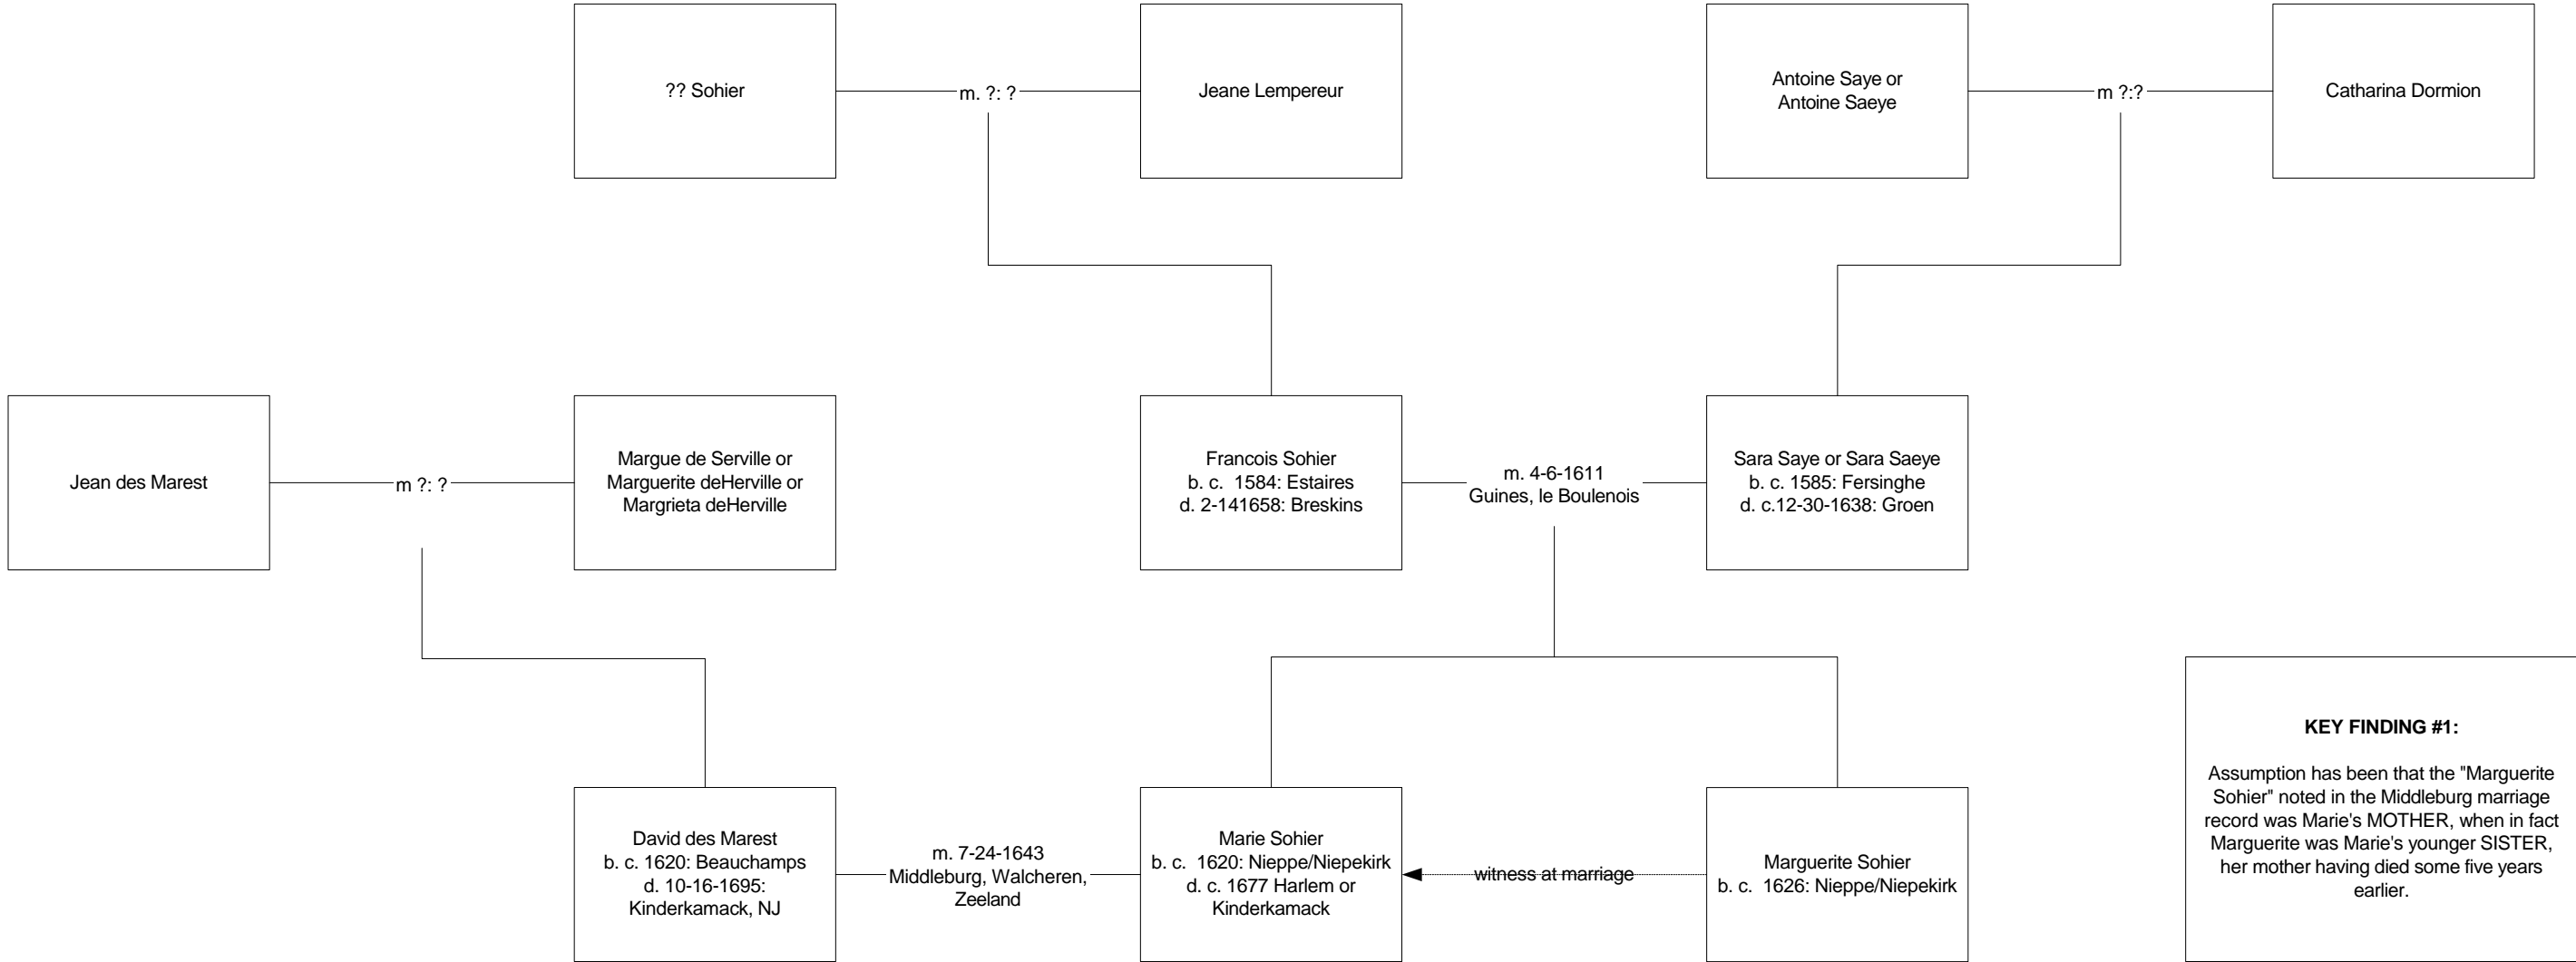 ?? Sohier
m. ?: ?
Jeane Lempereur
Antoine Saye or
Antoine Saeye
m ?:?
Catharina Dormion
Jean des Marest
m ?: ?
Margue de Serville or
Marguerite deHerville or
Margrieta deHerville
Francois Sohier
b. c. 1584: Estaires
d. 2-141658: Breskins
m. 4-6-1611
Guines, le Boulenois
Sara Saye or Sara Saeye
b. c. 1585: Fersinghe
d. c.12-30-1638: Groen
David des Marest
b. c. 1620: Beauchamps
d. 10-16-1695:
Kinderkamack, NJ
m. 7-24-1643
Middleburg, Walcheren,
Zeeland
Marie Sohier
b. c. 1620: Nieppe/Niepekirk
d. c. 1677 Harlem or
Kinderkamack
witness at marriage
Marguerite Sohier
b. c. 1626: Nieppe/Niepekirk
KEY FINDING #1:
Assumption has been that the "Marguerite
Sohier" noted in the Middleburg marriage
record was Marie's MOTHER, when in fact
Marguerite was Marie's younger SISTER,
her mother having died some five years
earlier.